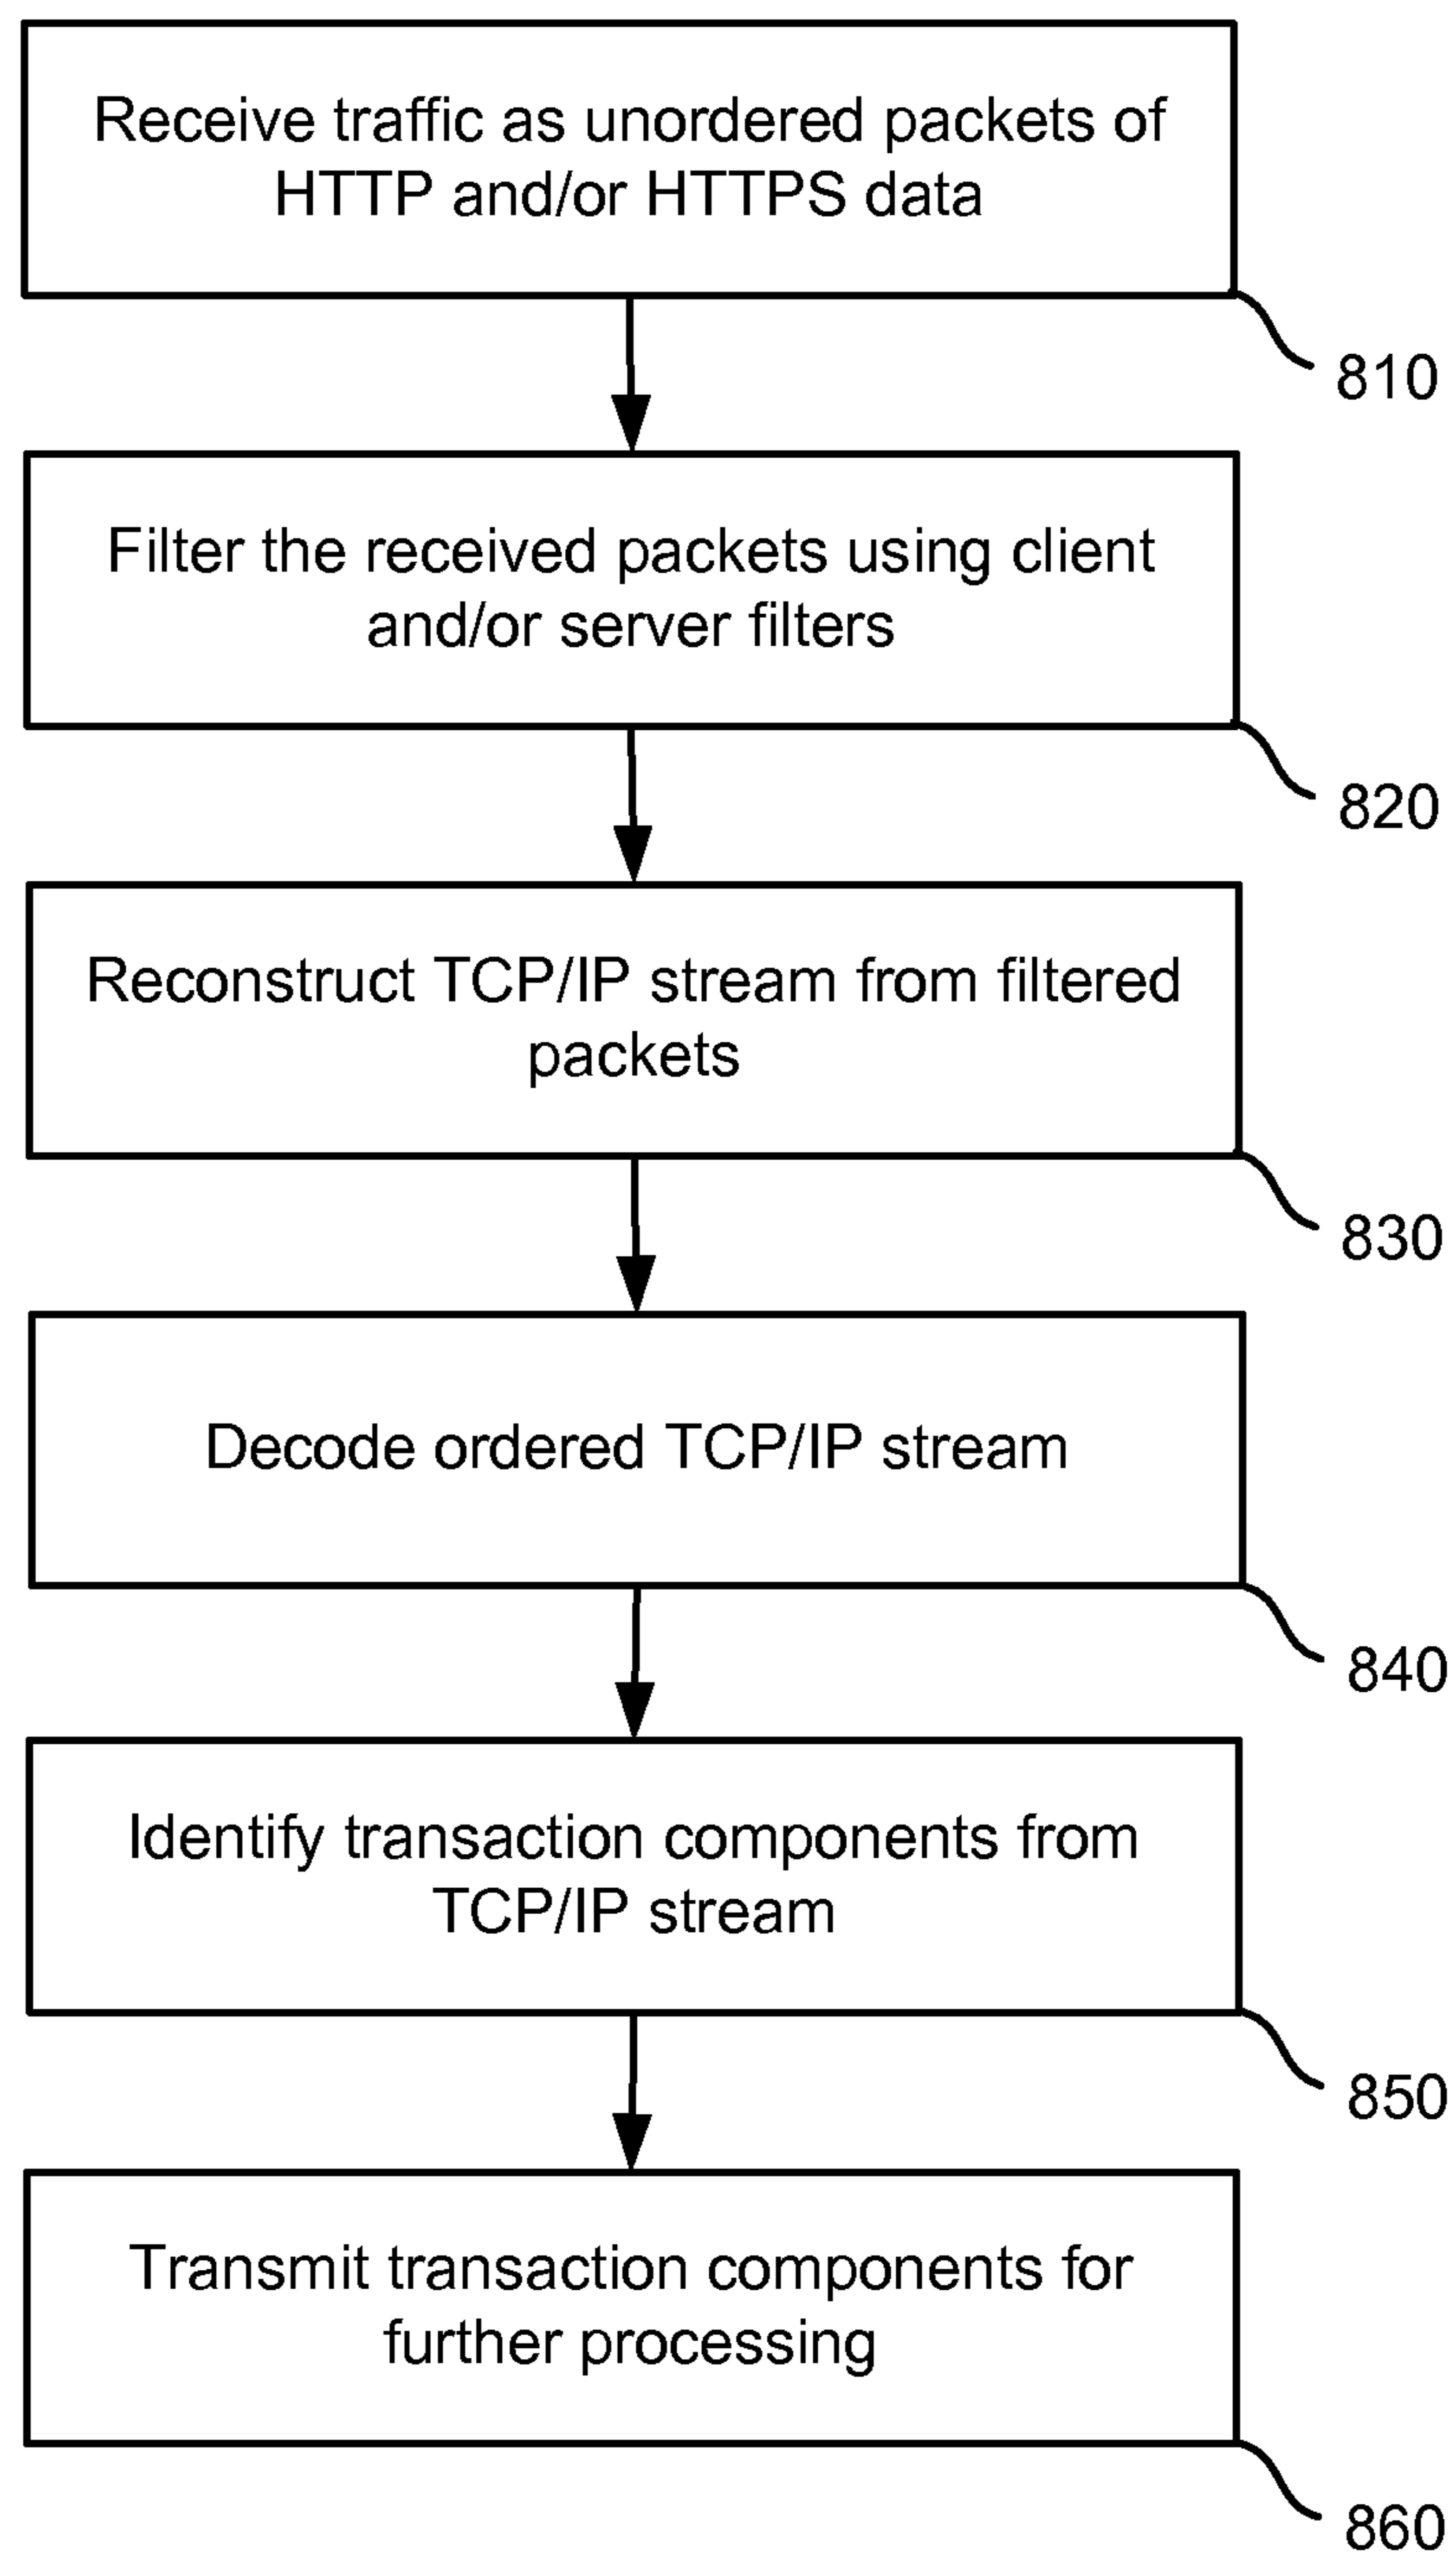 Receive traffic as unordered packets of
HTTP and/or HTTPS data
810
Filter the received packets using client
and/or server filters
820
Reconstruct TCP/IP stream from filtered
packets
830
Decode ordered TCP/IP stream
840
Identify transaction components from
TCP/IP stream
850
Transmit transaction components for
further processing
860